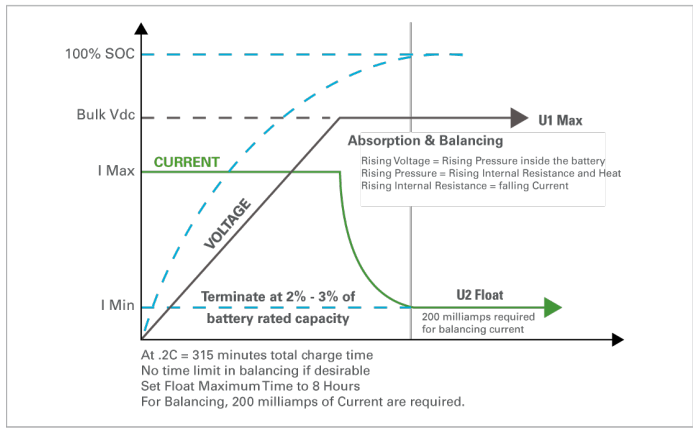 100% SOC
Bulk Vdc
U1 Max
Absorption & Balancing
Rising Voltage = Rising Pressure inside the battery
Rising Pressure = Rising Internal Resistance and Heat
Rising Internal Resistance = falling Current
I Max
CURRENT
VOLTAGE
I Min
Terminate at 2% - 3% of
battery rated capacity
U2 Float
200 milliamps required
for balancing current
At .2C = 315 minutes total charge time
No time limit in balancing if desirable
Set Float Maximum Time to 8 Hours
For Balancing, 200 milliamps of Current are required.